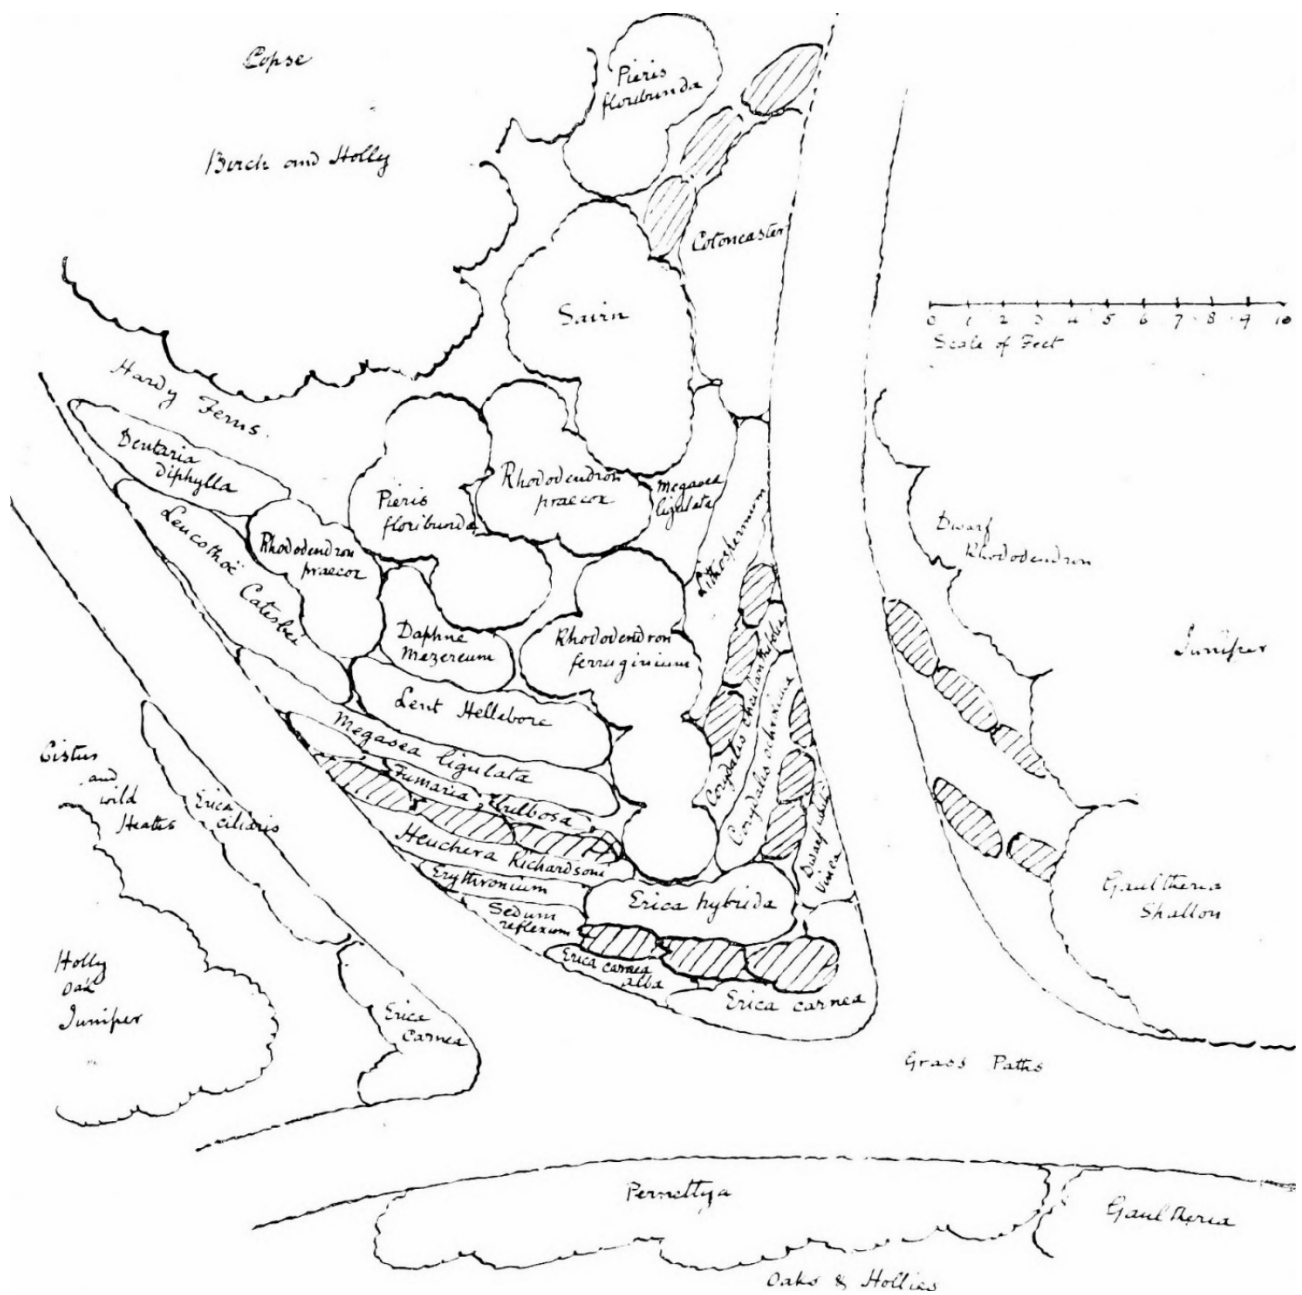 Copse
Birch and Holly
Pieris
floribunda
Cotoneaster
Savin
0 1 2 3 4 5 6 7 8 9 10
Scale of Feet
Hardy Ferns.
Dentaria
Diphylla
Leucothoë Catesbei
Rhododendron
praecox
Pieris
floribunda
Rhododendron
praecox
Megasea
ligulata
Lithospermum
Dwarf
Rhododendron
Juniper
Daphne
Mezereum
Rhododendron
ferruginium
Lent Hellebore
Megasea ligulata
Fumaria bulbosa
Corydalis
Corydalis
Cistus
and
wild
Heaths
Erica
ciliaris
Heuchera Richardsoni
Erythronium
Sedum
reflexum
Erica hybrida
Dwarf white
Vinca
Gaultheria
Shallon
Erica carnea
alba
Erica carnea
Holly
Oak
Juniper
Erica
Carnea
Grass Paths
Pernettya
Gaultheria
Oaks & Hollies